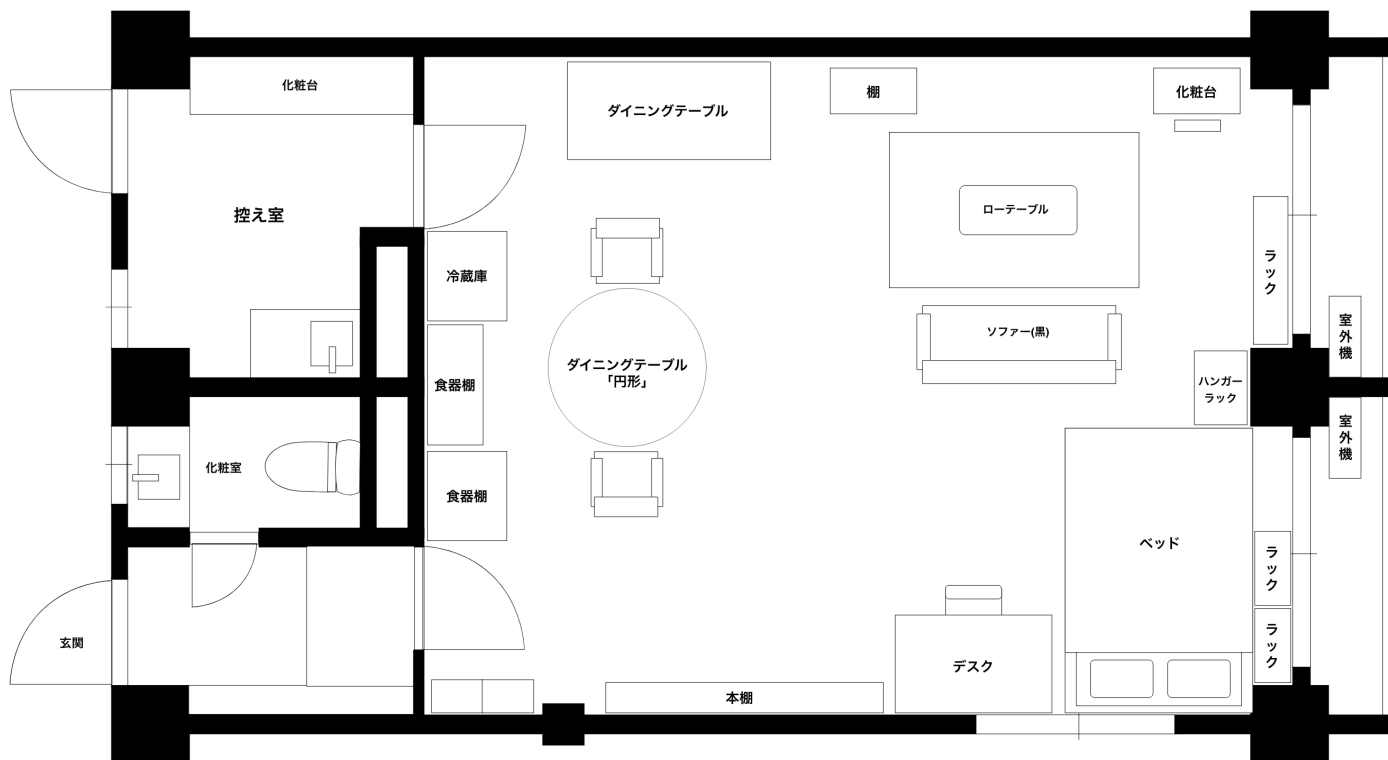 化粧台
ダイニングテーブル
棚
化粧台
控え室
ローテーブル
冷蔵庫
ラック
室外機
ソファー(黒)
ダイニングテーブル
「円形」
食器棚
ハンガー
ラック
室外機
化粧室
食器棚
ベッド
ラック
玄関
ラック
デスク
本棚